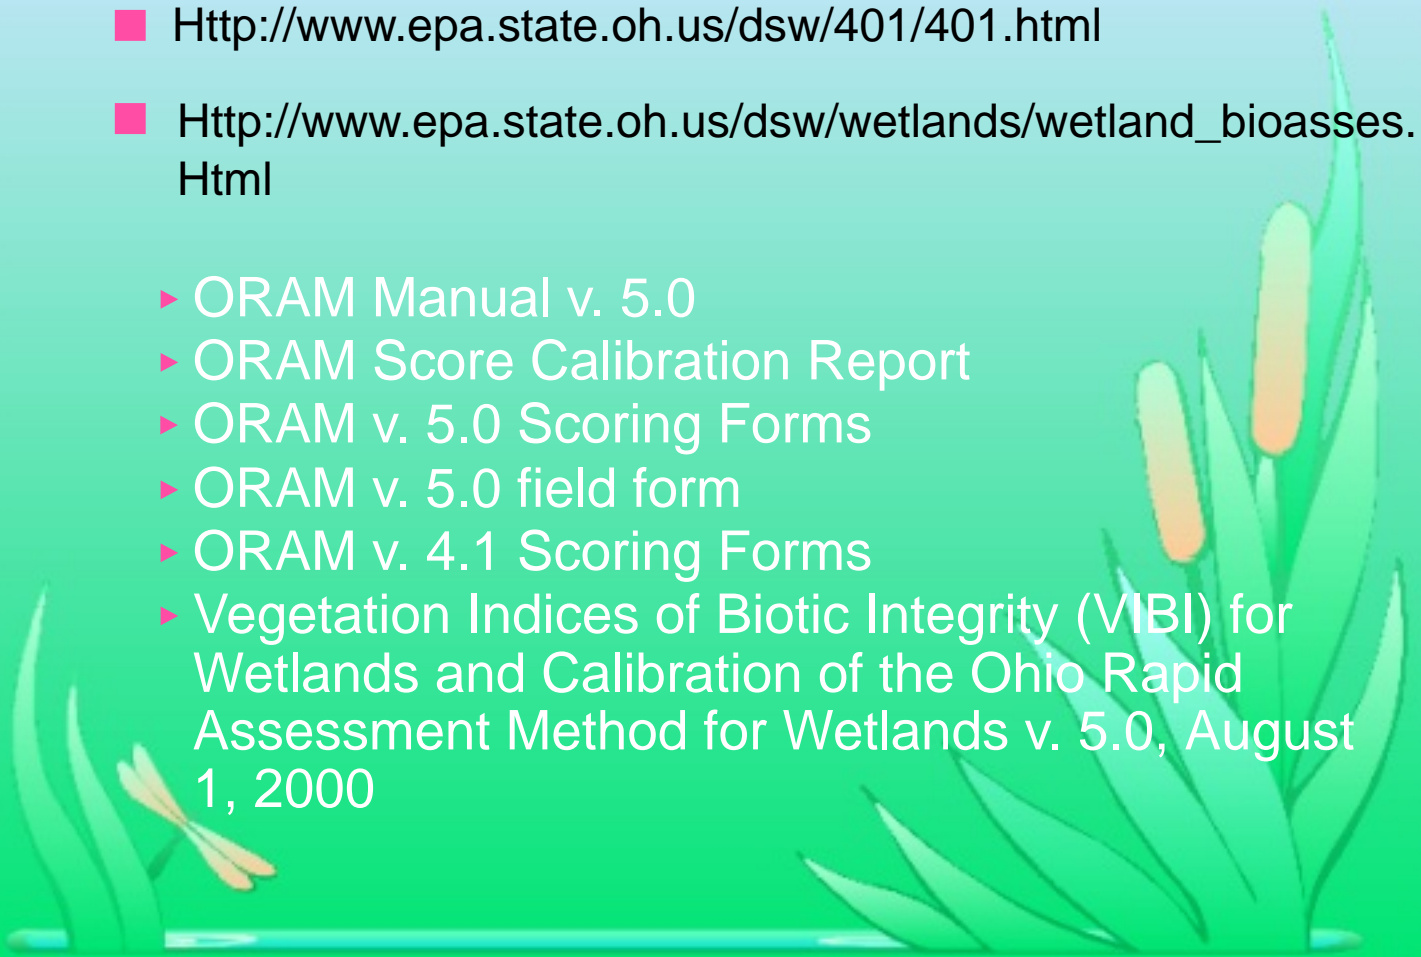 Http://www.epa.state.oh.us/dsw/401/401.html
Http://www.epa.state.oh.us/dsw/wetlands/wetland_bioasses.
Html
ORAM Manual v. 5.0
ORAM Score Calibration Report
ORAM v. 5.0 Scoring Forms
ORAM v. 5.0 field form
ORAM v. 4.1 Scoring Forms
Vegetation Indices of Biotic Integrity (VIBI) for
Wetlands and Calibration of the Ohio Rapid
Assessment Method for Wetlands v. 5.0, August
1, 2000